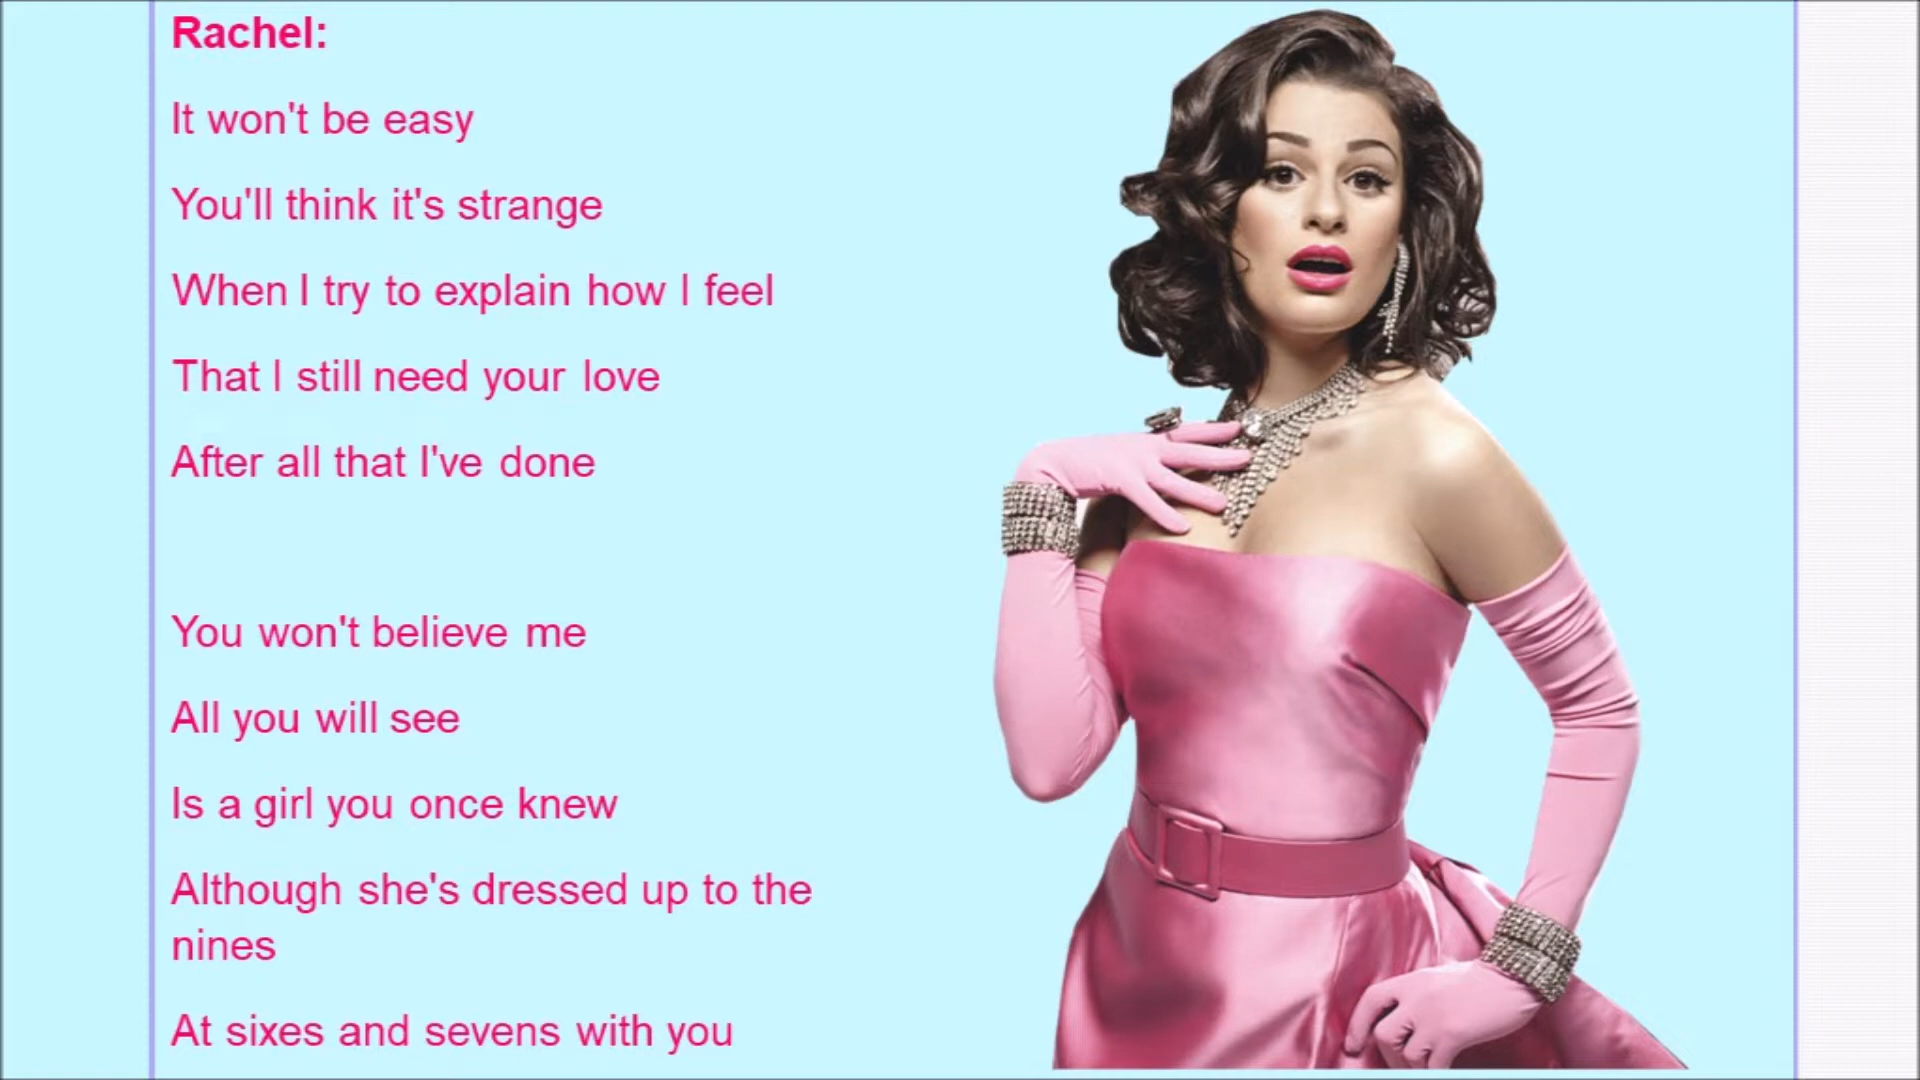 Rachel:
It won't be easy
You'll think it's strange
When I try to explain how I feel
That I still need your love
After all that I've done
You won't believe me
All you will see
Is a girl you once knew
Although she's dressed up to the
nines
At sixes and sevens with you